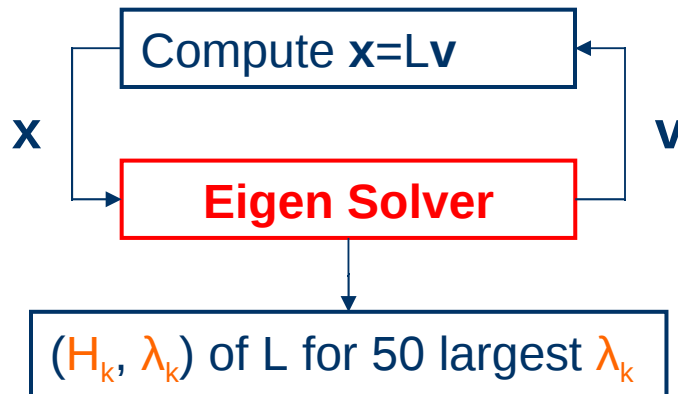 Compute x=Lv
x
v
Eigen Solver
(Hₖ, λₖ) of L for 50 largest λₖ